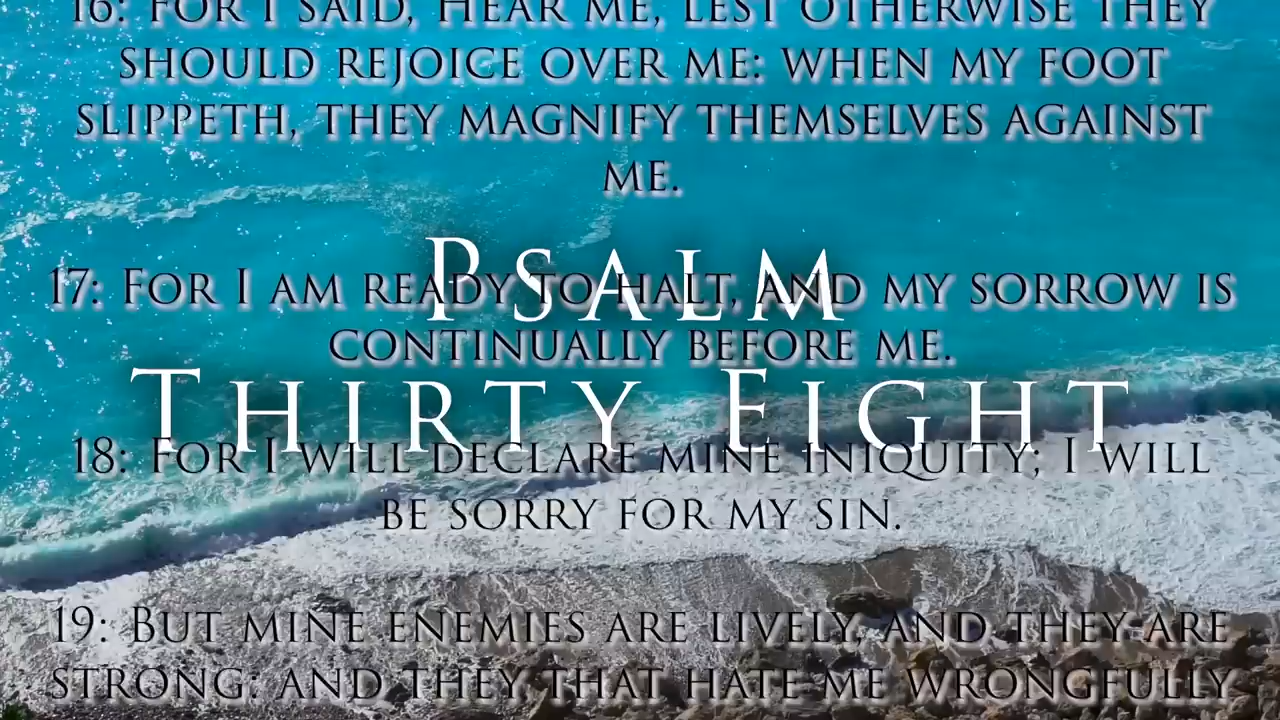 16: For I said, Hear me, lest otherwise they
should rejoice over me: when my foot
slippeth, they magnify themselves against
me.
Psalm
17: For I am ready to halt, and my sorrow is
continually before me.
Thirty Eight
18: For I will declare mine iniquity; I will
be sorry for my sin.
19: But mine enemies are lively, and they are
strong: and they that hate me wrongfully